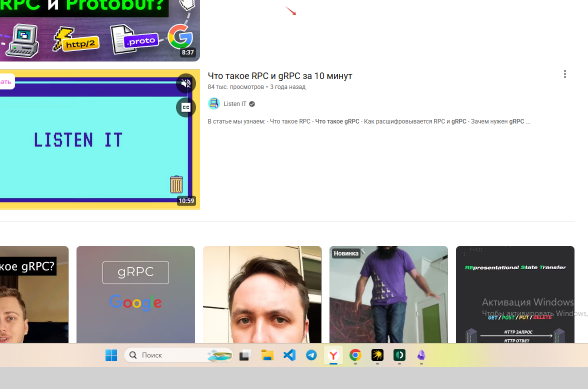 RPC и Protobuf?
http/2
.proto
8:37
Что такое RPC и gRPC за 10 минут
84 тыс. просмотров • 3 года назад
Listen IT
В статье мы узнаем: - Что такое RPC - Что такое gRPC - Как расшифровывается RPC и gRPC - Зачем нужен gRPC ...
ать
CC
LISTEN IT
10:59
кое gRPC?
gRPC
Google
Новинка
REpresentational State Transfer
GET / POST / PUT / DELETE
HTTP ЗАПРОС
HTTP ОТВЕТ
Активация Windows
Чтобы активировать Windows,
Поиск